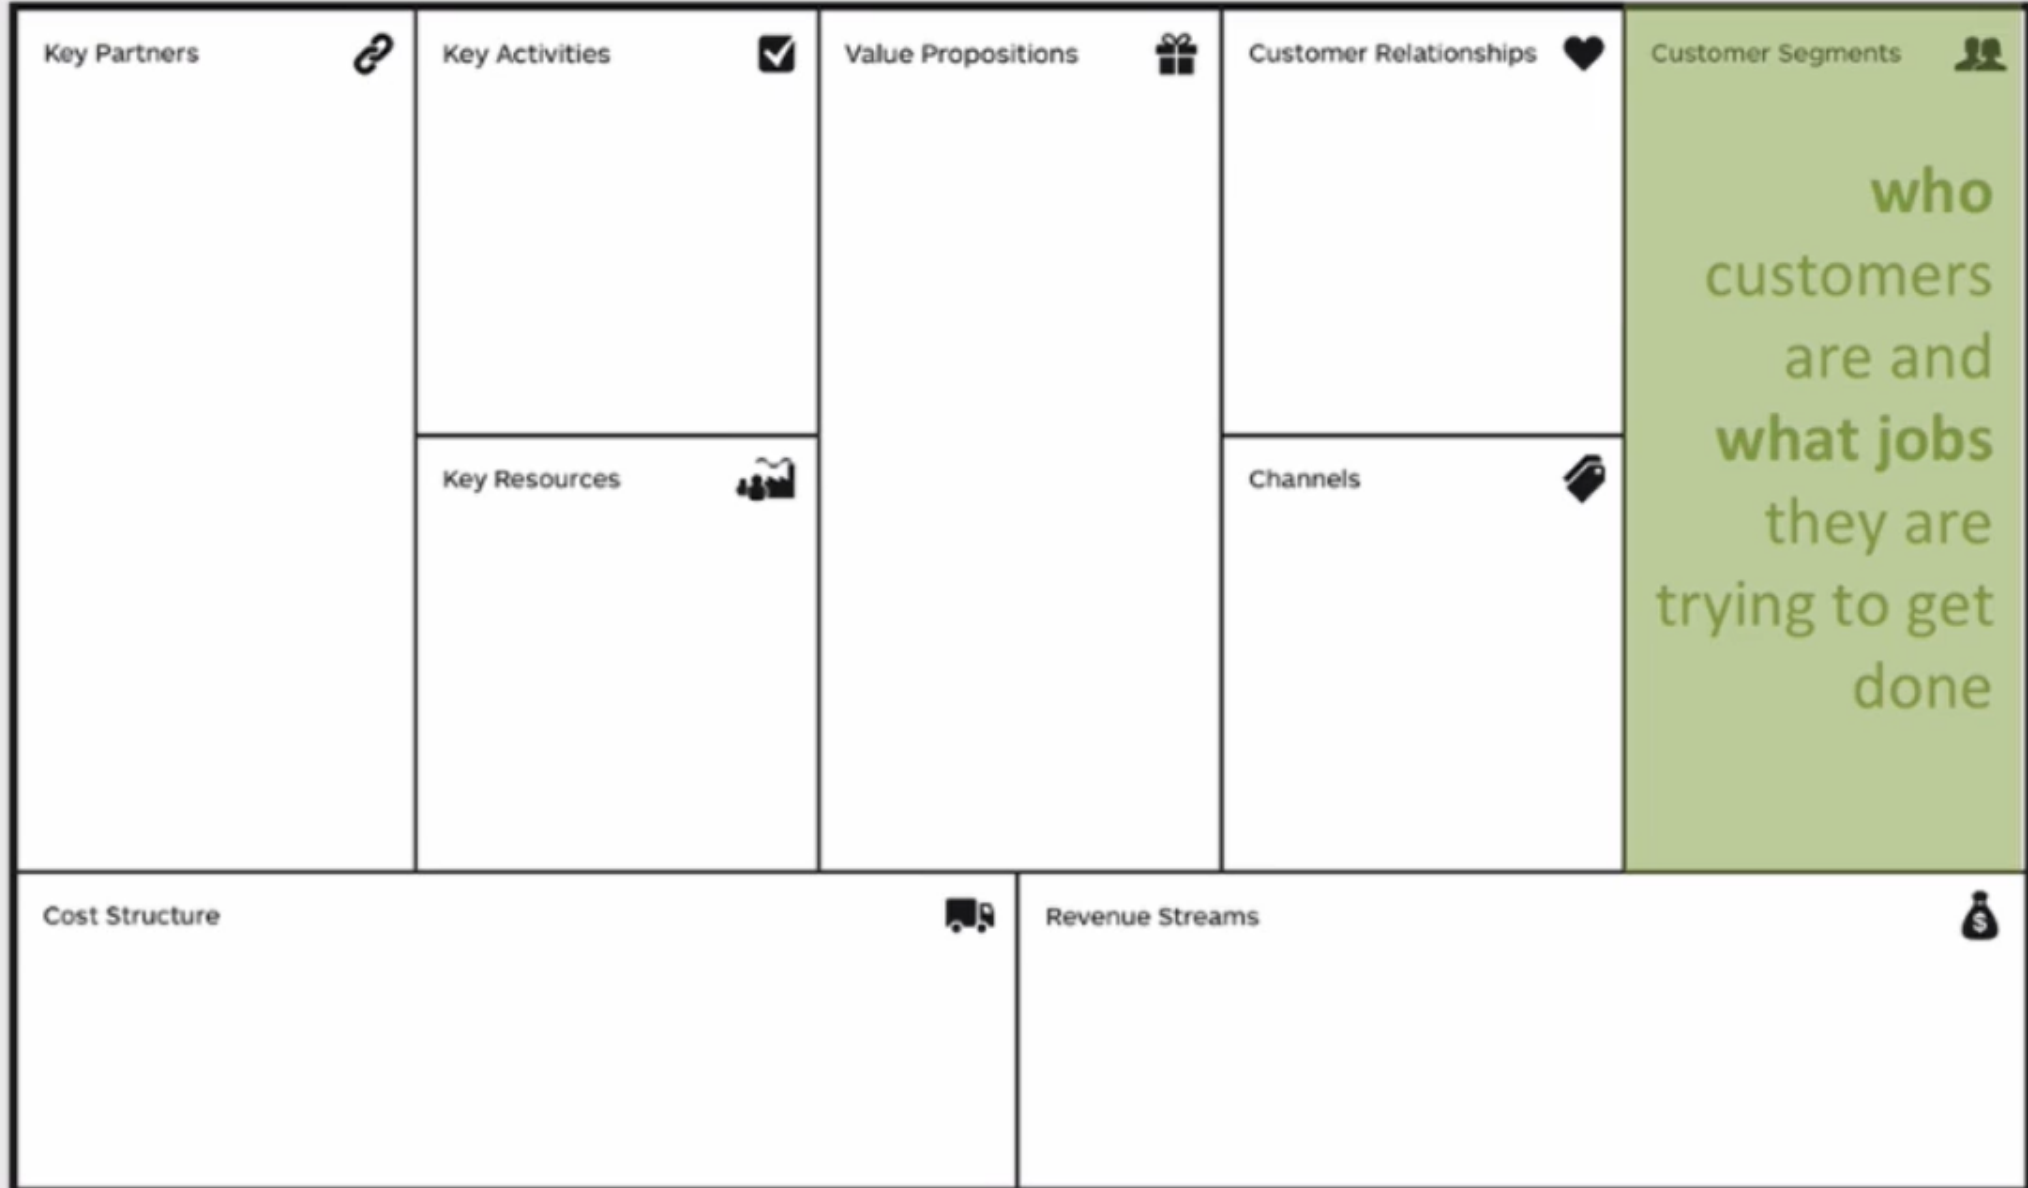 Key Partners
Key Activities
Value Propositions
Customer Relationships
Customer Segments
who
customers
are and
what jobs
they are
trying to get
done
Key Resources
Channels
Cost Structure
Revenue Streams
$